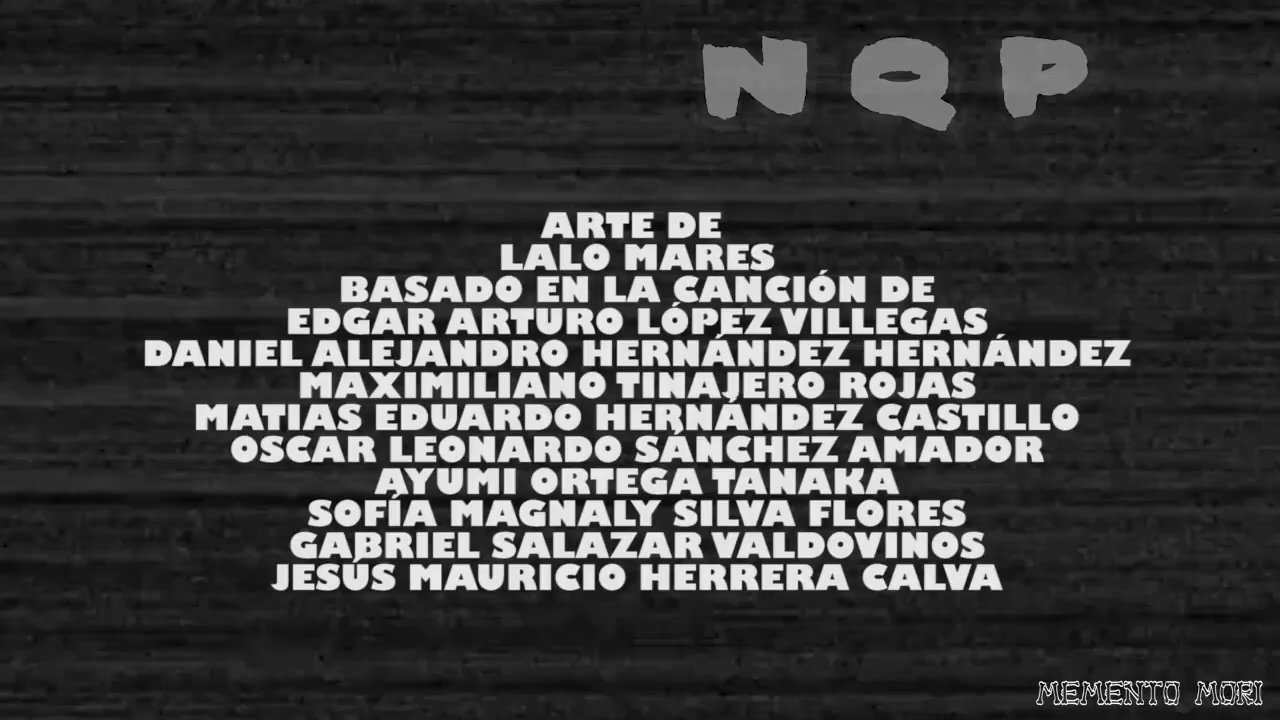 NQP
ARTE DE
LALO MARES
BASADO EN LA CANCIÓN DE
EDGAR ARTURO LÓPEZ VILLEGAS
DANIEL ALEJANDRO HERNÁNDEZ HERNÁNDEZ
MAXIMILIANO TINAJERO ROJAS
MATIAS EDUARDO HERNÁNDEZ CASTILLO
OSCAR LEONARDO SÁNCHEZ AMADOR
AYUMI ORTEGA TANAKA
SOFÍA MAGNALY SILVA FLORES
GABRIEL SALAZAR VALDOVINOS
JESÚS MAURICIO HERRERA CALVA
MEMENTO MORI